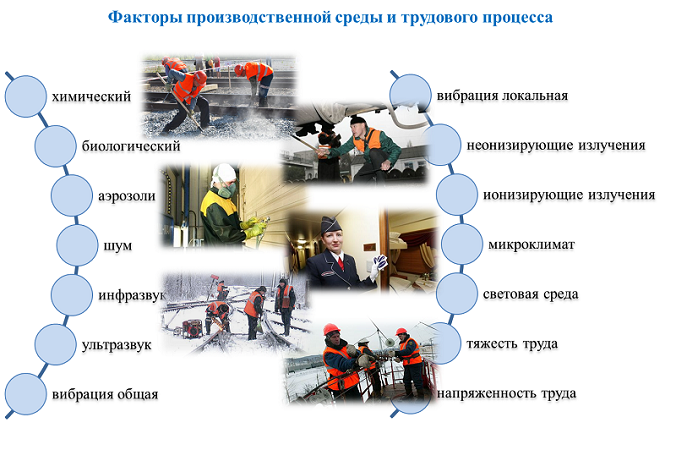 Факторы производственной среды и трудового процесса
химический
биологический
аэрозоли
шум
инфразвук
ультразвук
вибрация общая
вибрация локальная
неонизирующие излучения
ионизирующие излучения
микроклимат
световая среда
тяжесть труда
напряженность труда